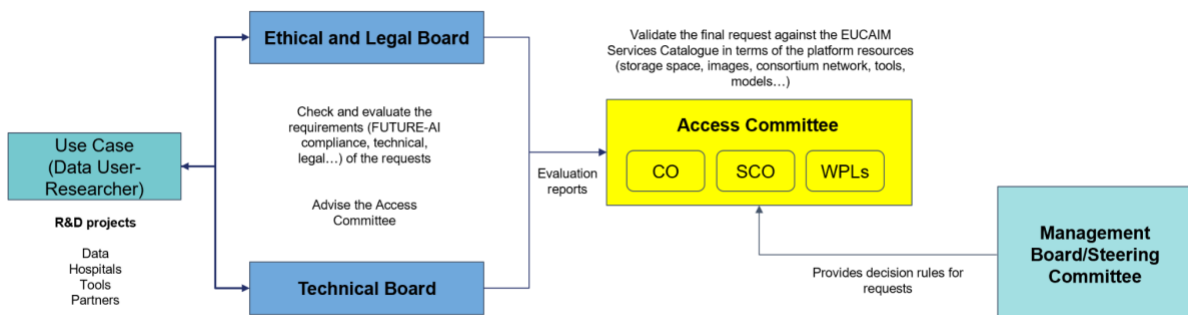 Use Case
(Data User-
Researcher)
R&D projects
Data
Hospitals
Tools
Partners
Ethical and Legal Board
Check and evaluate the
requirements (FUTURE-AI
compliance, technical,
legal...) of the requests
Advise the Access
Committee
Technical Board
Evaluation
reports
Validate the final request against the EUCAIM
Services Catalogue in terms of the platform resources
(storage space, images, consortium network, tools,
models...)
Access Committee
CO
SCO
WPLs
Provides decision rules for
requests
Management
Board/Steering
Committee